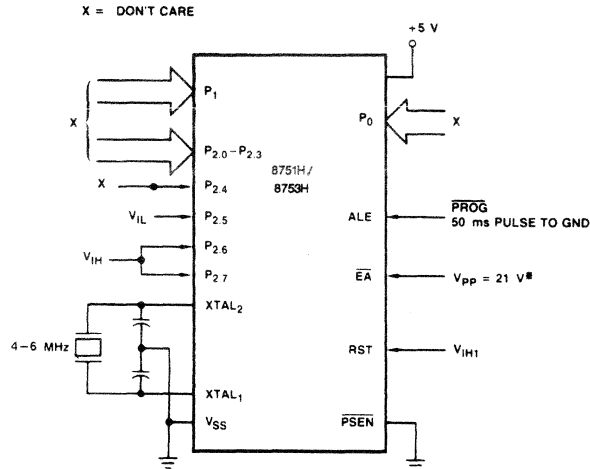 X = DON'T CARE
+5 V
P1
P0
X
X
P2.0–P2.3
8751H/
8753H
X
P2.4
VIL
P2.5
ALE
PROG
50 ms PULSE TO GND
VIH
P2.6
P2.7
EA
VPP = 21 V*
XTAL2
4–6 MHz
RST
VIH1
XTAL1
VSS
PSEN